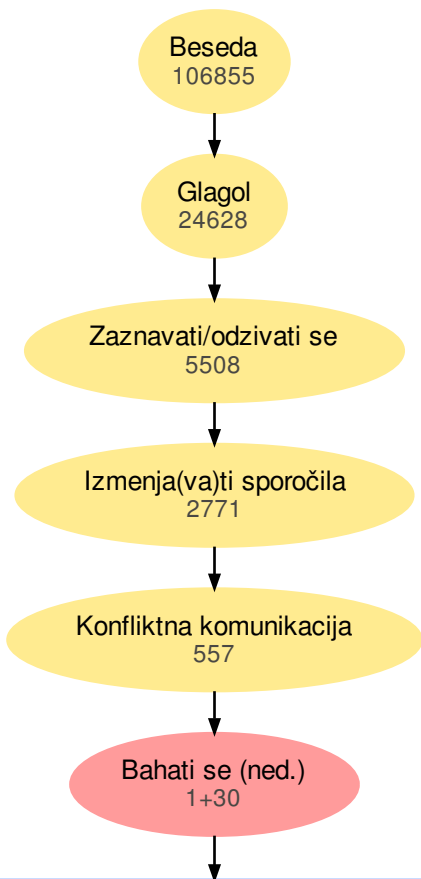 Beseda
106855
Glagol
24628
Zaznavati/odzivati se
5508
Izmenja(va)ti sporočila
2771
Konfliktna komunikacija
557
Bahati se (ned.)
1+30